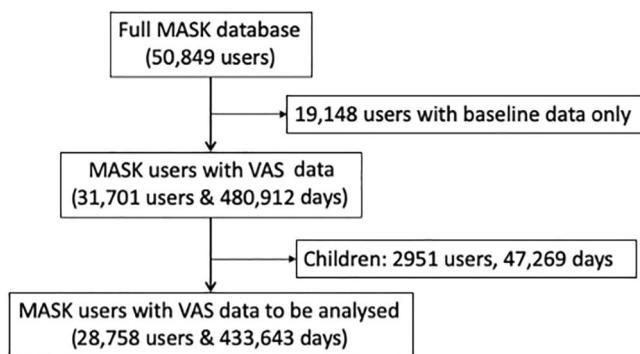 Full MASK database
(50,849 users)
19,148 users with baseline data only
MASK users with VAS data
(31,701 users & 480,912 days)
Children: 2951 users, 47,269 days
MASK users with VAS data to be analysed
(28,758 users & 433,643 days)